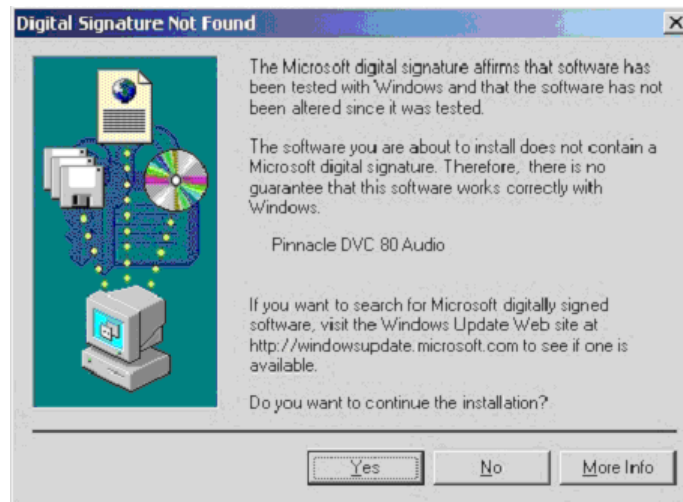 Digital Signature Not Found
The Microsoft digital signature affirms that software has
been tested with Windows and that the software has not
been altered since it was tested.
The software you are about to install does not contain a
Microsoft digital signature. Therefore, there is no
guarantee that this software works correctly with
Windows.
Pinnacle DVC 80 Audio
If you want to search for Microsoft digitally signed
software, visit the Windows Update Web site at
http://windowsupdate.microsoft.com to see if one is
available.
Do you want to continue the installation?
Yes No More Info